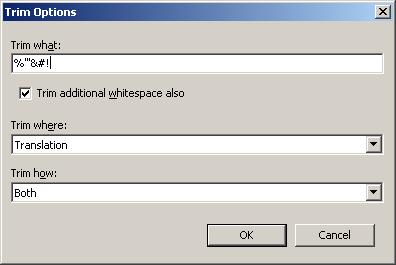 Trim Options
Trim what:
%'"&#!
Trim additional whitespace also
Trim where:
Translation
Trim how:
Both
OK
Cancel